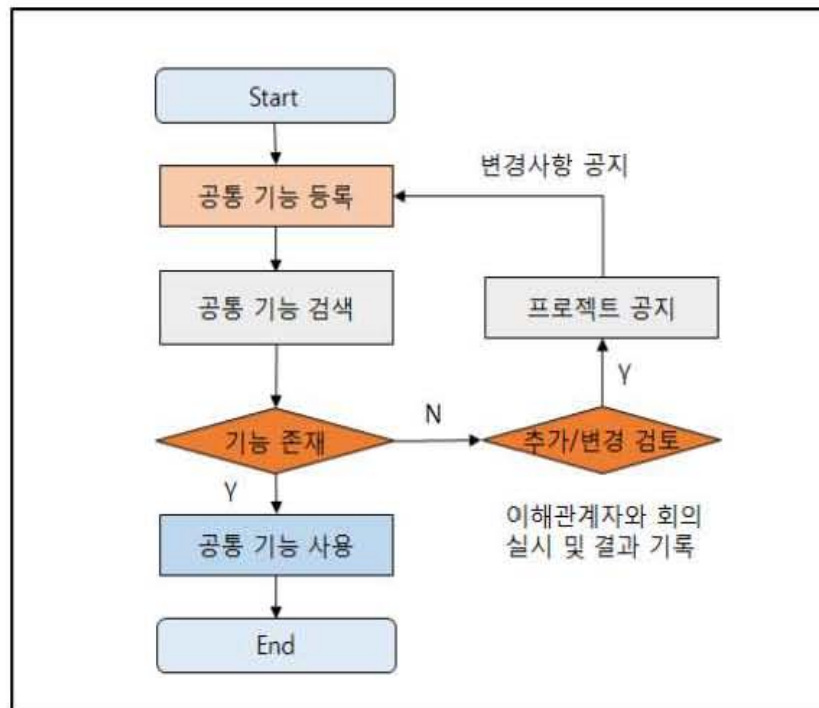 Start
변경사항 공지
공통 기능 등록
공통 기능 검색
프로젝트 공지
Y
N
기능 존재
추가/변경 검토
Y
공통 기능 사용
이해관계자와 회의
실시 및 결과 기록
End